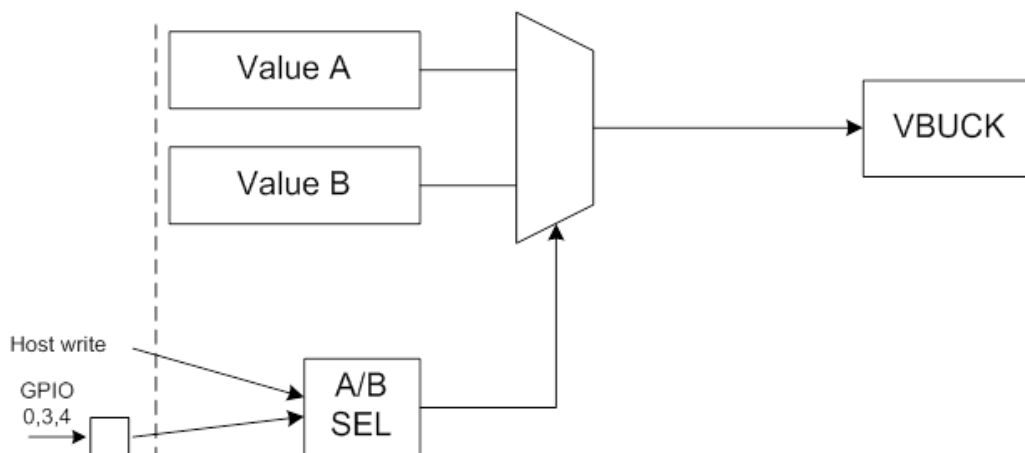 Value A
VBUCK
Value B
Host write
A/B
SEL
GPIO
0,3,4